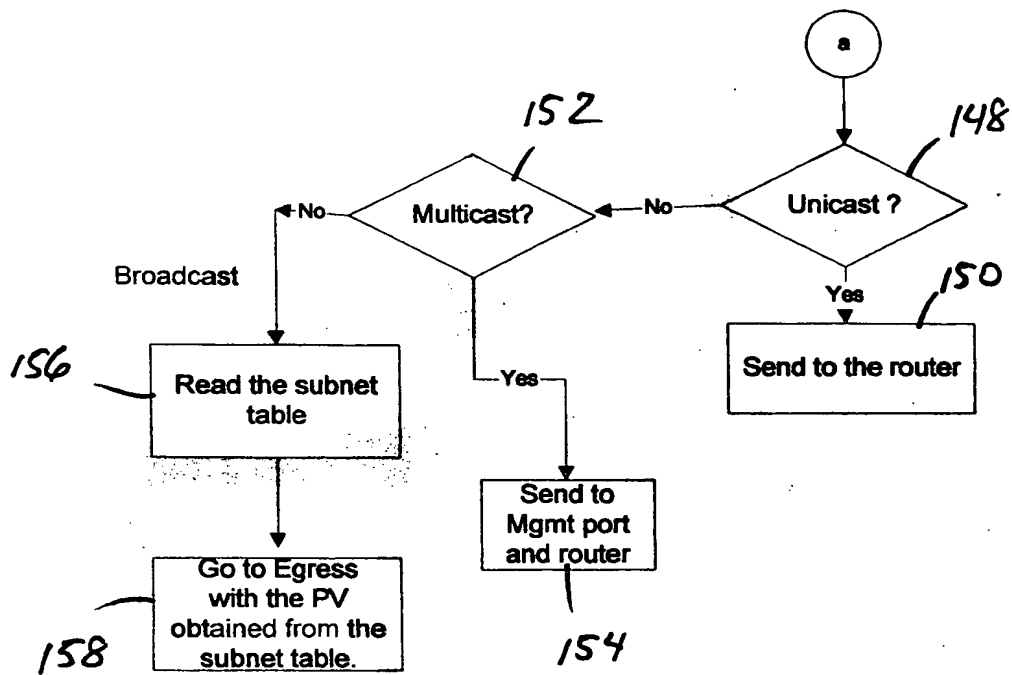 a
152
148
No
Multicast?
No
Unicast ?
Broadcast
Yes
150
156
Read the subnet
table
Yes
Send to the router
Send to
Mgmt port
and router
Go to Egress
with the PV
obtained from the
subnet table.
158
154